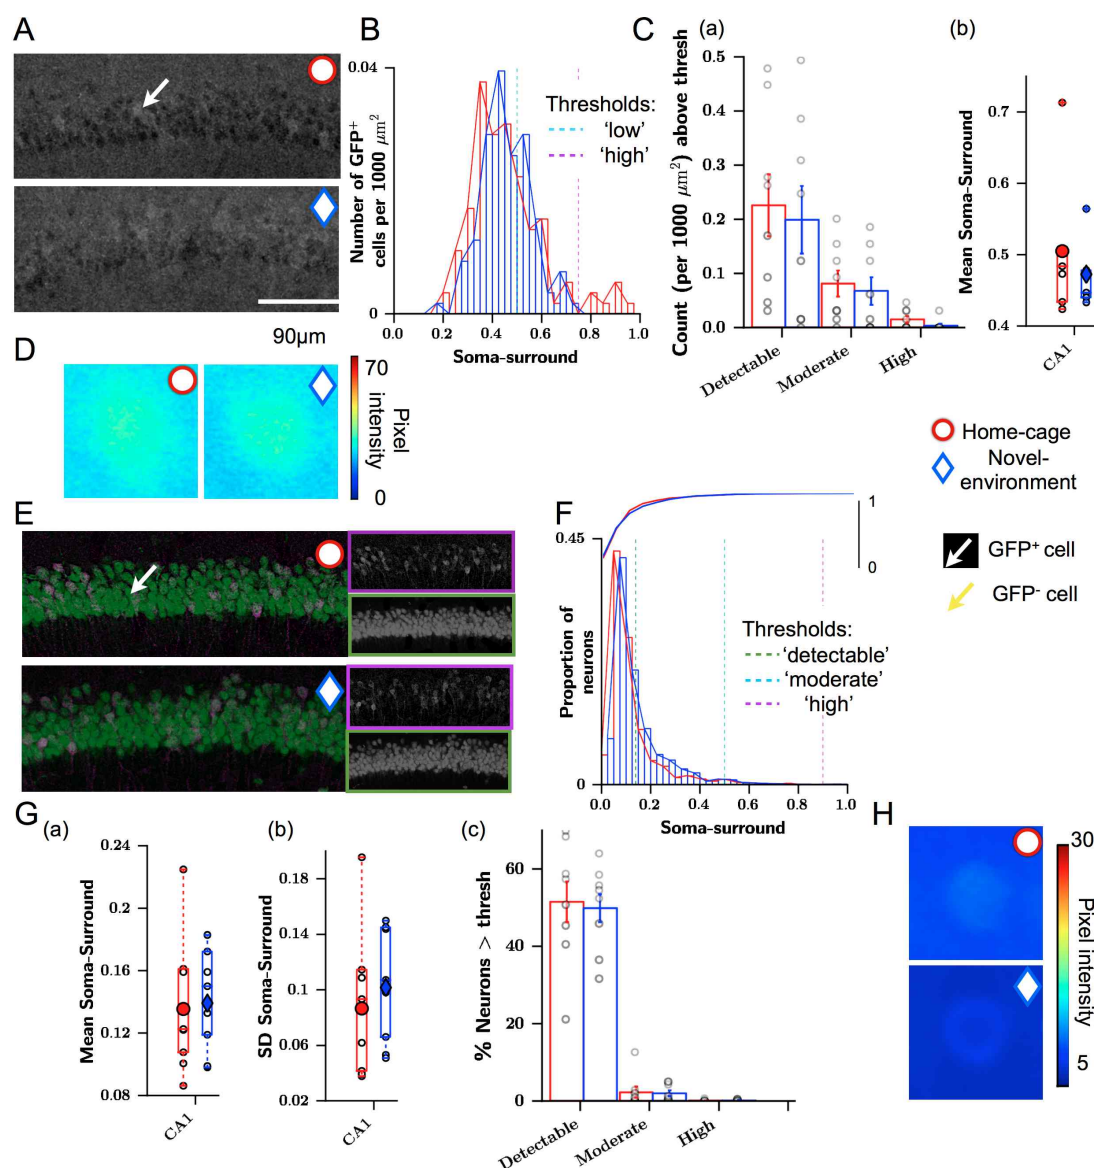 A
90μm
B
Number of GFP+
cells per 1000 μm²
0.04
0
0.0
0.2
0.4
0.6
0.8
1.0
Soma-surround
Thresholds:
'low'
'high'
C
(a)
Count (per 1000 μm²) above thresh
0.5
0.4
0.3
0.2
0.1
0.0
Detectable
Moderate
High
(b)
Mean Soma-Surround
0.7
0.6
0.5
0.4
CA1
D
70
0
Pixel
intensity
Home-cage
Novel-
environment
GFP+ cell
GFP- cell
E
F
1
0
Proportion of
neurons
0.45
0
0.0
0.2
0.4
0.6
0.8
1.0
Soma-surround
Thresholds:
'detectable'
'moderate'
'high'
G
(a)
Mean Soma-Surround
0.24
0.2
0.16
0.12
0.08
CA1
(b)
SD Soma-Surround
0.18
0.14
0.1
0.06
0.02
CA1
(c)
% Neurons > thresh
60
40
20
0
Detectable
Moderate
High
H
30
5
Pixel intensity